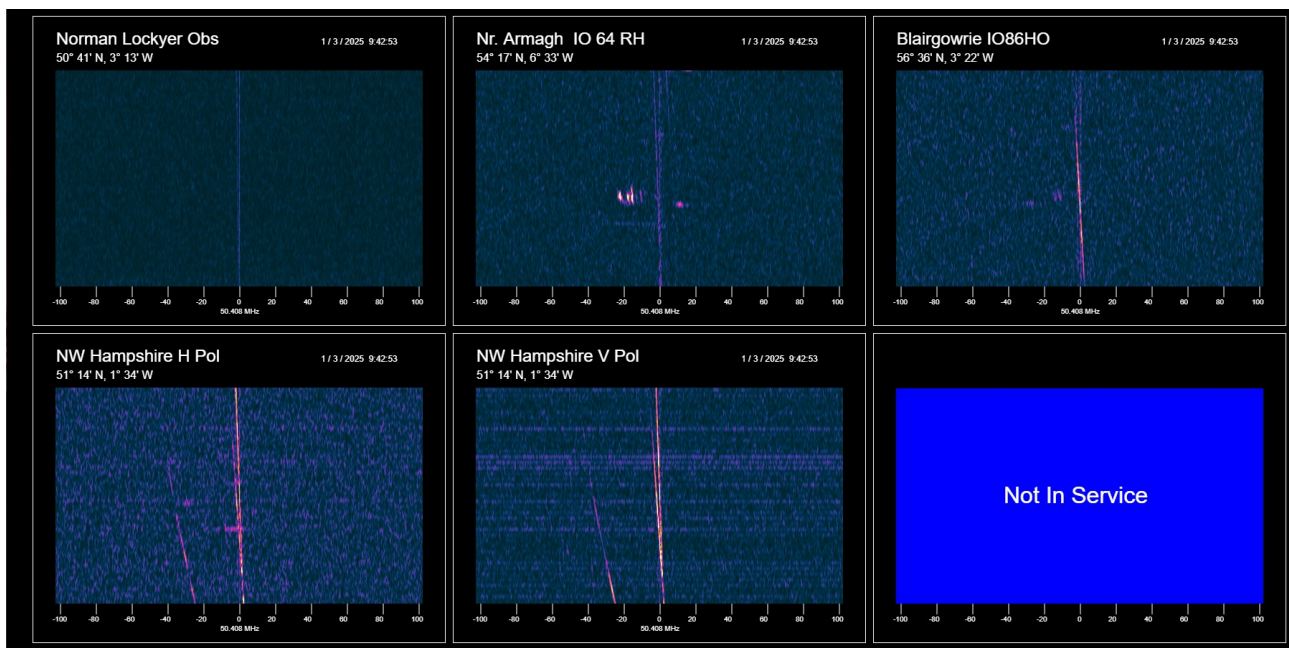 Norman Lockyer Obs 1 / 3 / 2025 9:42:53
50° 41' N, 3° 13' W
-100 -80 -60 -40 -20 0 20 40 60 80 100
50.408 MHz
Nr. Armagh IO 64 RH 1 / 3 / 2025 9:42:53
54° 17' N, 6° 33' W
-100 -80 -60 -40 -20 0 20 40 60 80 100
50.408 MHz
Blairgowrie IO86HO 1 / 3 / 2025 9:42:53
56° 36' N, 3° 22' W
-100 -80 -60 -40 -20 0 20 40 60 80 100
50.408 MHz
NW Hampshire H Pol 1 / 3 / 2025 9:42:53
51° 14' N, 1° 34' W
-100 -80 -60 -40 -20 0 20 40 60 80 100
50.408 MHz
NW Hampshire V Pol 1 / 3 / 2025 9:42:53
51° 14' N, 1° 34' W
-100 -80 -60 -40 -20 0 20 40 60 80 100
50.408 MHz
Not In Service
-100 -80 -60 -40 -20 0 20 40 60 80 100
50.408 MHz